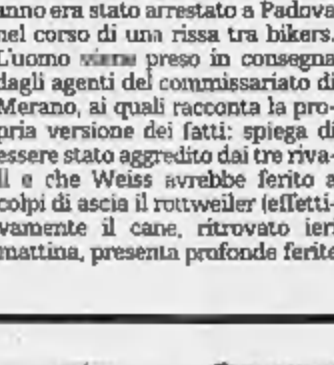 anno era stato arrestato a Padova
nel corso di una rissa tra bikers.
L'uomo viene preso in consegna
dagli agenti del commissariato di
Merano, ai quali racconta la pro-
pria versione dei fatti: spiega di
essere stato aggredito dai tre riva-
li e che Weiss avrebbe ferito a
colpi di ascia il rottweiler (effetti-
vamente il cane, ritrovato ieri
mattina, presenta profonde ferite